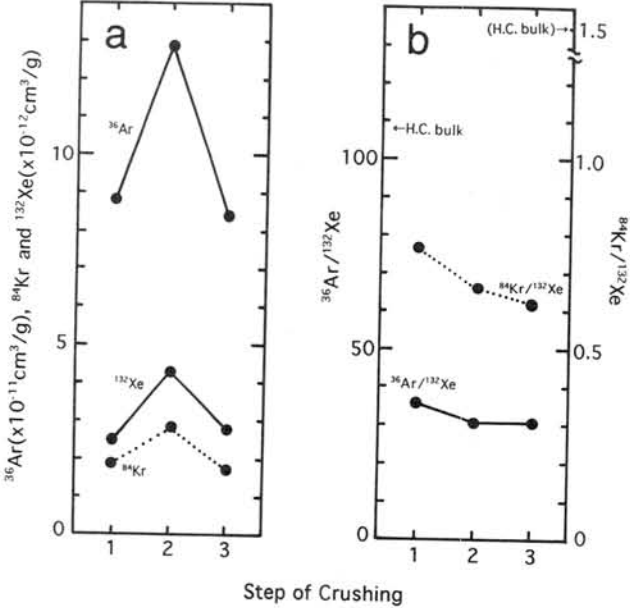 a
³⁶Ar(x10⁻¹¹cm³/g), ⁸⁴Kr and ¹³²Xe(x10⁻¹²cm³/g)
10
5
0
³⁶Ar
¹³²Xe
⁸⁴Kr
1 2 3
b
(H.C. bulk)→
1.5
←H.C. bulk
³⁶Ar/¹³²Xe
100
50
0
⁸⁴Kr/¹³²Xe
³⁶Ar/¹³²Xe
1.0
0.5
0
⁸⁴Kr/¹³²Xe
1 2 3
Step of Crushing